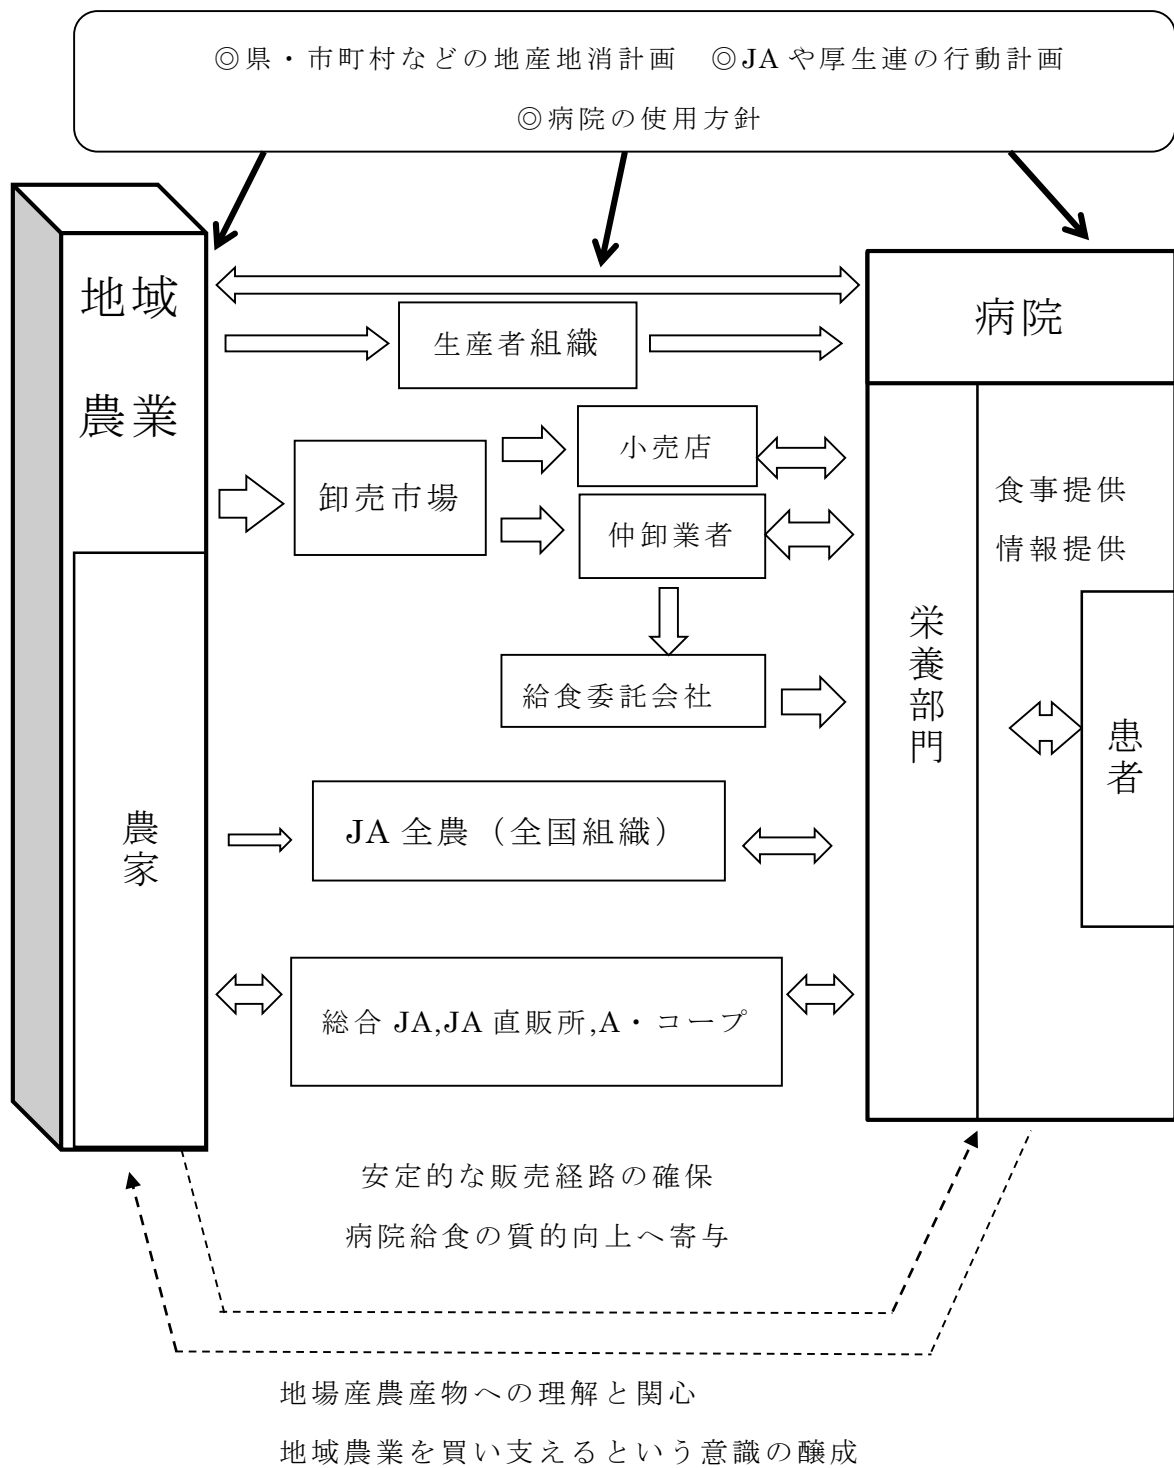 ◎県・市町村などの地産地消計画　◎JAや厚生連の行動計画
◎病院の使用方針
地域
農業
農家
生産者組織
卸売市場
小売店
仲卸業者
給食委託会社
JA全農（全国組織）
総合JA,JA直販所,A・コープ
病院
栄養部門
食事提供
情報提供
患者
安定的な販売経路の確保
病院給食の質的向上へ寄与
地場産農産物への理解と関心
地域農業を買い支えるという意識の醸成